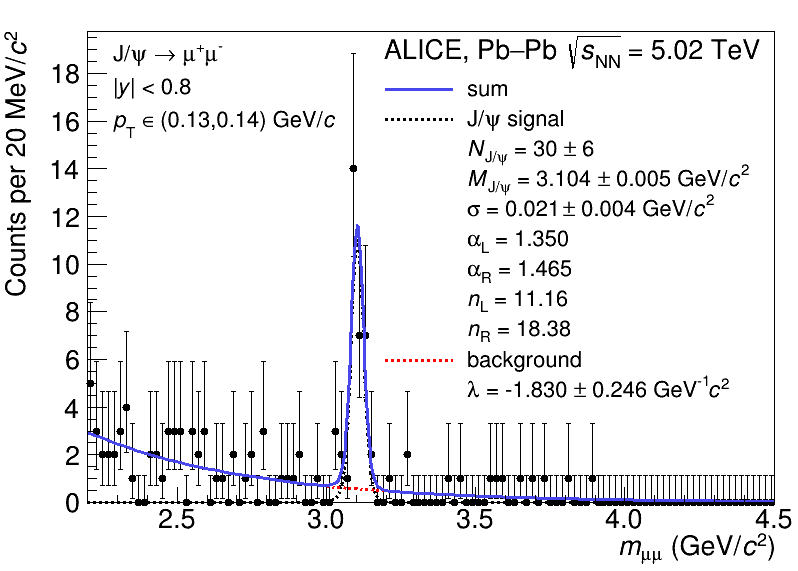 ALICE, Pb–Pb √s_NN = 5.02 TeV
J/ψ → μ⁺μ⁻
|y| < 0.8
p_T ∈ (0.13,0.14) GeV/c
sum
J/ψ signal
N_J/ψ = 30 ± 6
M_J/ψ = 3.104 ± 0.005 GeV/c²
σ = 0.021 ± 0.004 GeV/c²
α_L = 1.350
α_R = 1.465
n_L = 11.16
n_R = 18.38
background
λ = -1.830 ± 0.246 GeV⁻¹c²
Counts per 20 MeV/c²
18
16
14
12
10
8
6
4
2
0
2.5 3.0 3.5 4.0 4.5
m_μμ (GeV/c²)